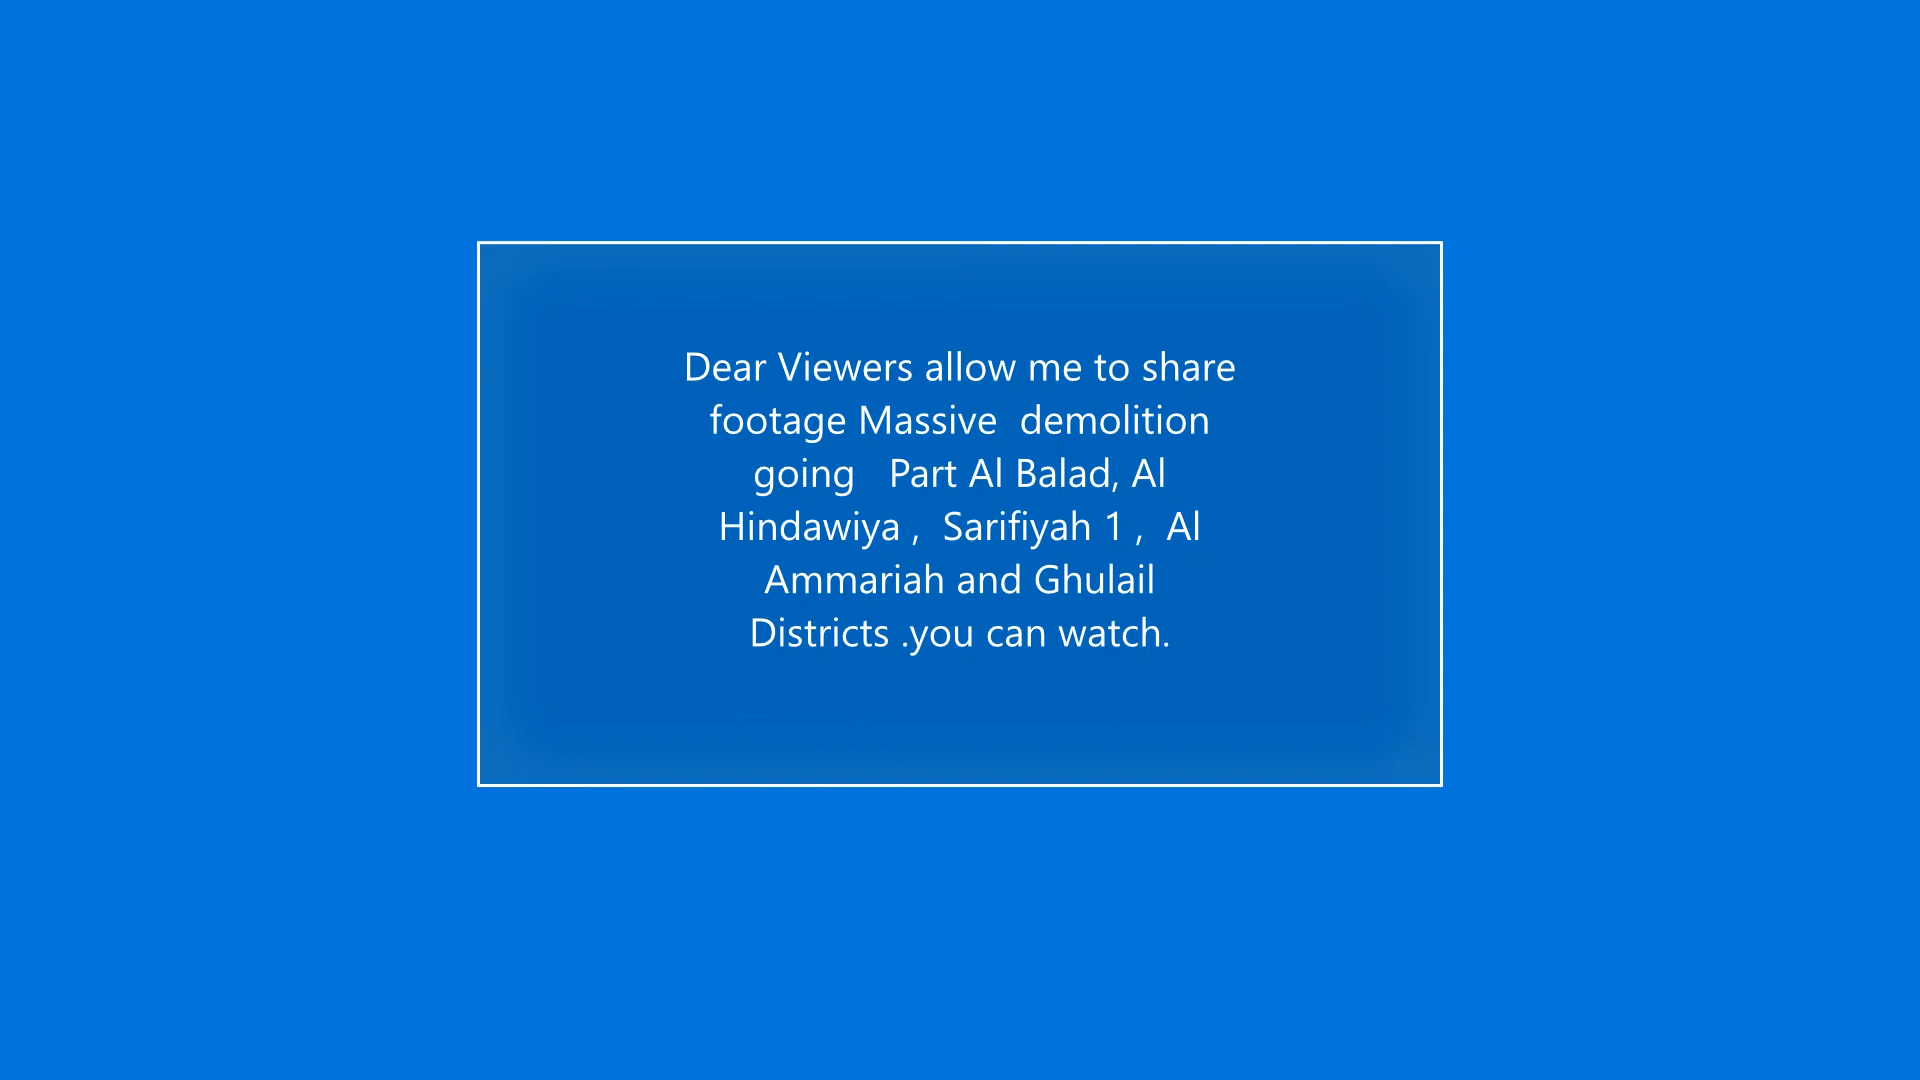 Dear Viewers allow me to share
footage Massive  demolition
going   Part Al Balad, Al
Hindawiya ,  Sarifiyah 1 ,  Al
Ammariah and Ghulail
Districts .you can watch.